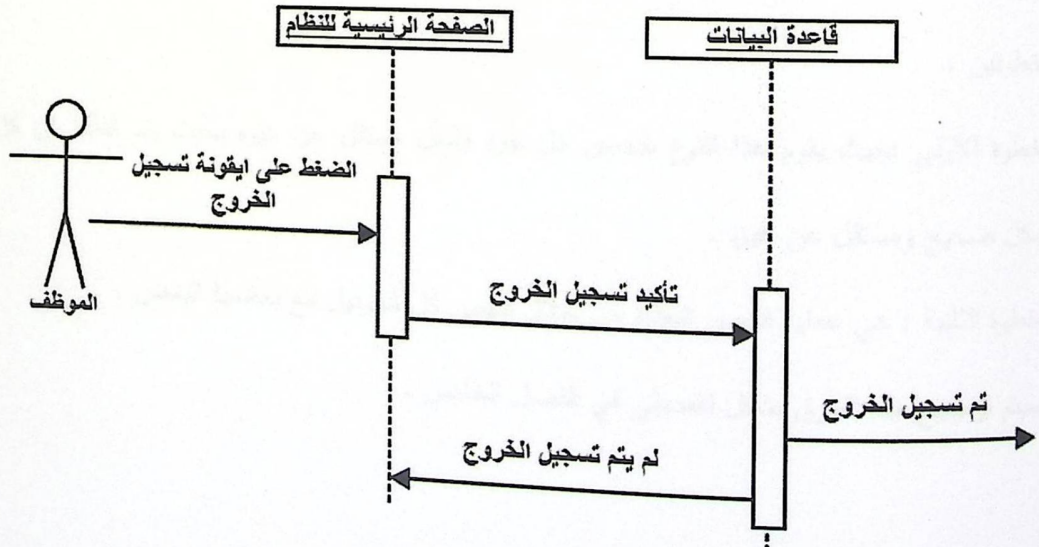 الصفحة الرئيسية للنظام
قاعدة البيانات
الضغط على ايقونة تسجيل
الخروج
الموظف
تأكيد تسجيل الخروج
تم تسجيل الخروج
لم يتم تسجيل الخروج